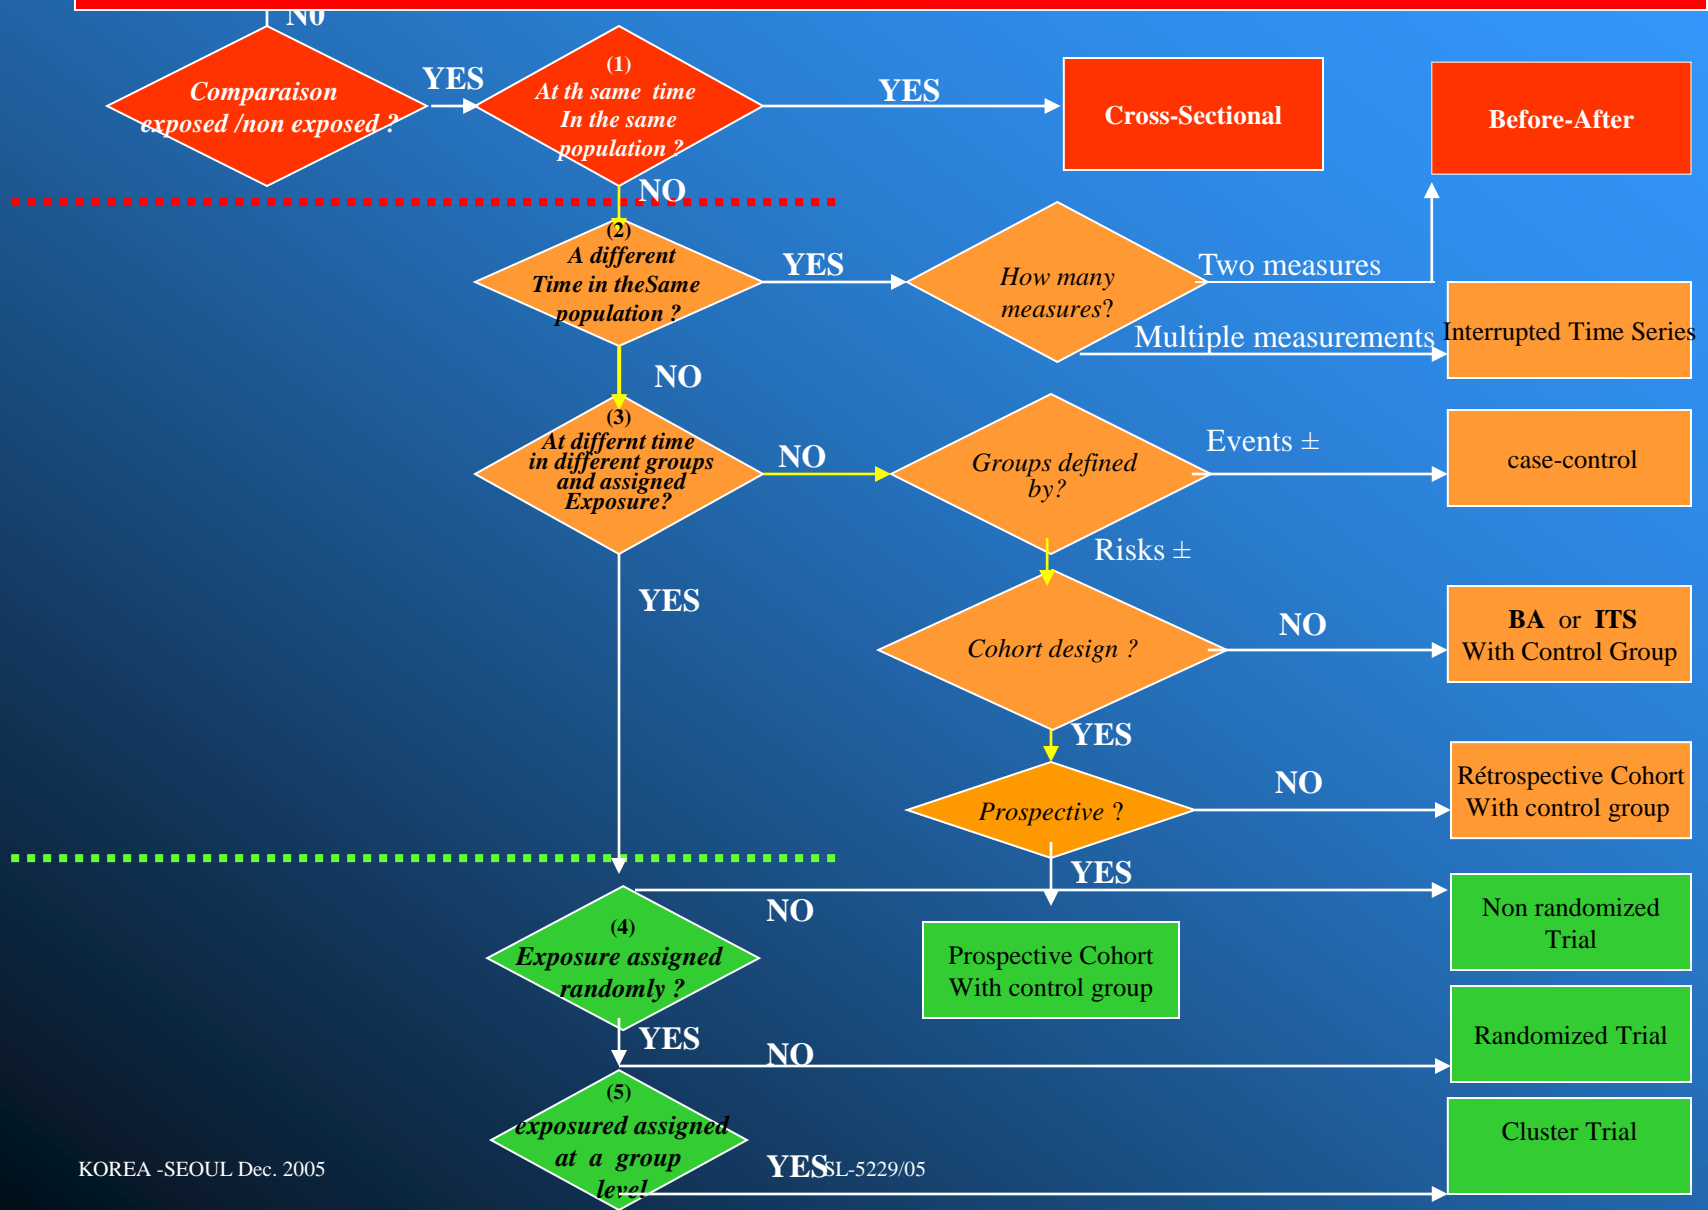 N0
Comparaison
exposed /non exposed ?
YES
(1)
At th same time
In the same
population ?
YES
Cross-Sectional
Before-After
NO
(2)
A different
Time in theSame
population ?
YES
How many
measures?
Two measures
Multiple measurements
Interrupted Time Series
NO
(3)
At differnt time
in different groups
and assigned
Exposure?
NO
Groups defined
by?
Events ±
case-control
Risks ±
YES
Cohort design ?
NO
BA or ITS
With Control Group
YES
Prospective ?
NO
Rétrospective Cohort
With control group
YES
(4)
Exposure assigned
randomly ?
NO
Prospective Cohort
With control group
Non randomized
Trial
YES
NO
Randomized Trial
(5)
exposured assigned
at a group
level
YES
Cluster Trial
KOREA -SEOUL Dec. 2005
SL-5229/05